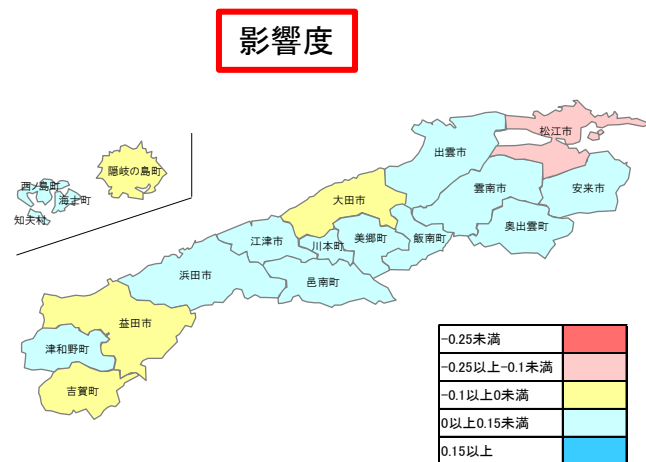 影響度
松江市
出雲市
隠岐の島町
雲南市
安来市
西ノ島町
海士町
大田市
知夫村
奥出雲町
江津市
川本町
美郷町
飯南町
浜田市
邑南町
益田市
津和野町
吉賀町
-0.25未満
-0.25以上-0.1未満
-0.1以上0未満
0以上0.15未満
0.15以上